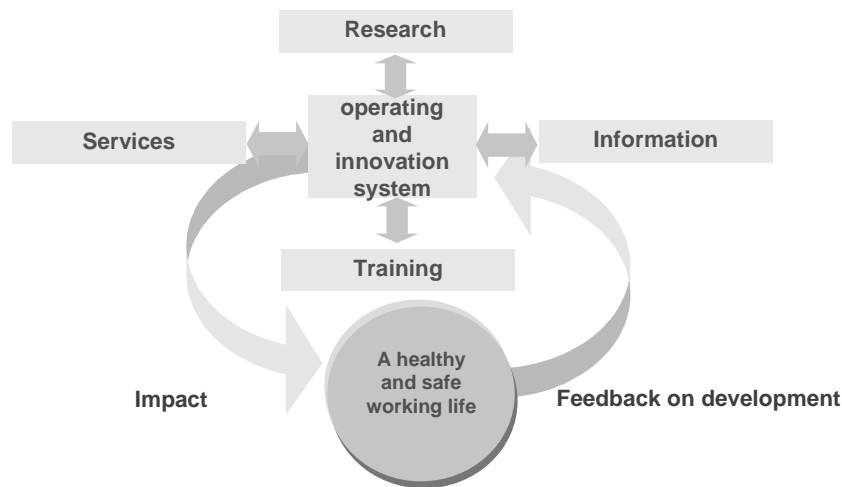 Research
operating
and
innovation
system
Services
Information
Training
A healthy
and safe
working life
Impact
Feedback on development